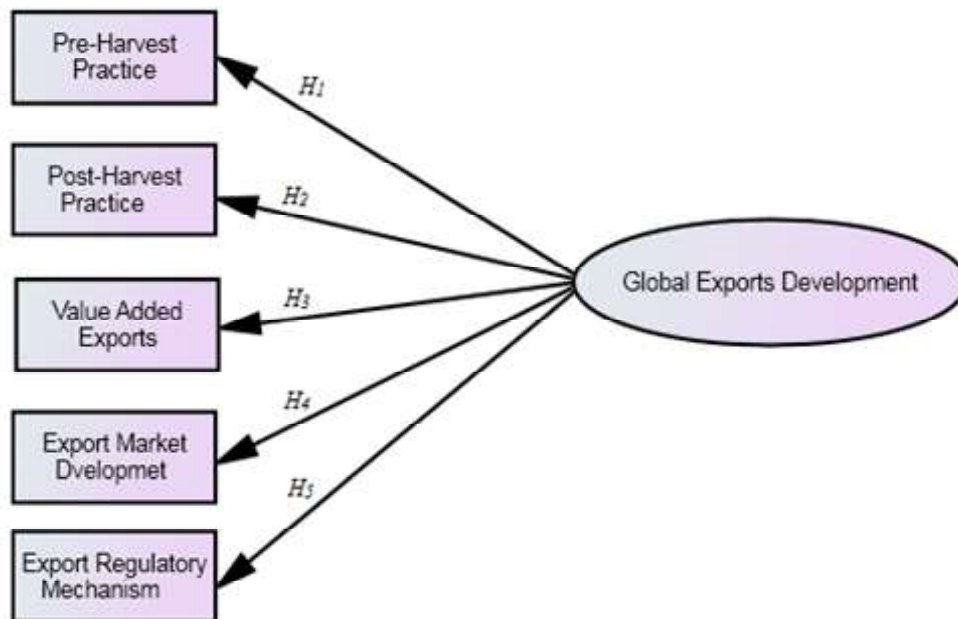 Pre-Harvest
Practice
H1
Post-Harvest
Practice
H2
Global Exports Development
Value Added
Exports
H3
Export Market
Dvelopmet
H4
H5
Export Regulatory
Mechanism